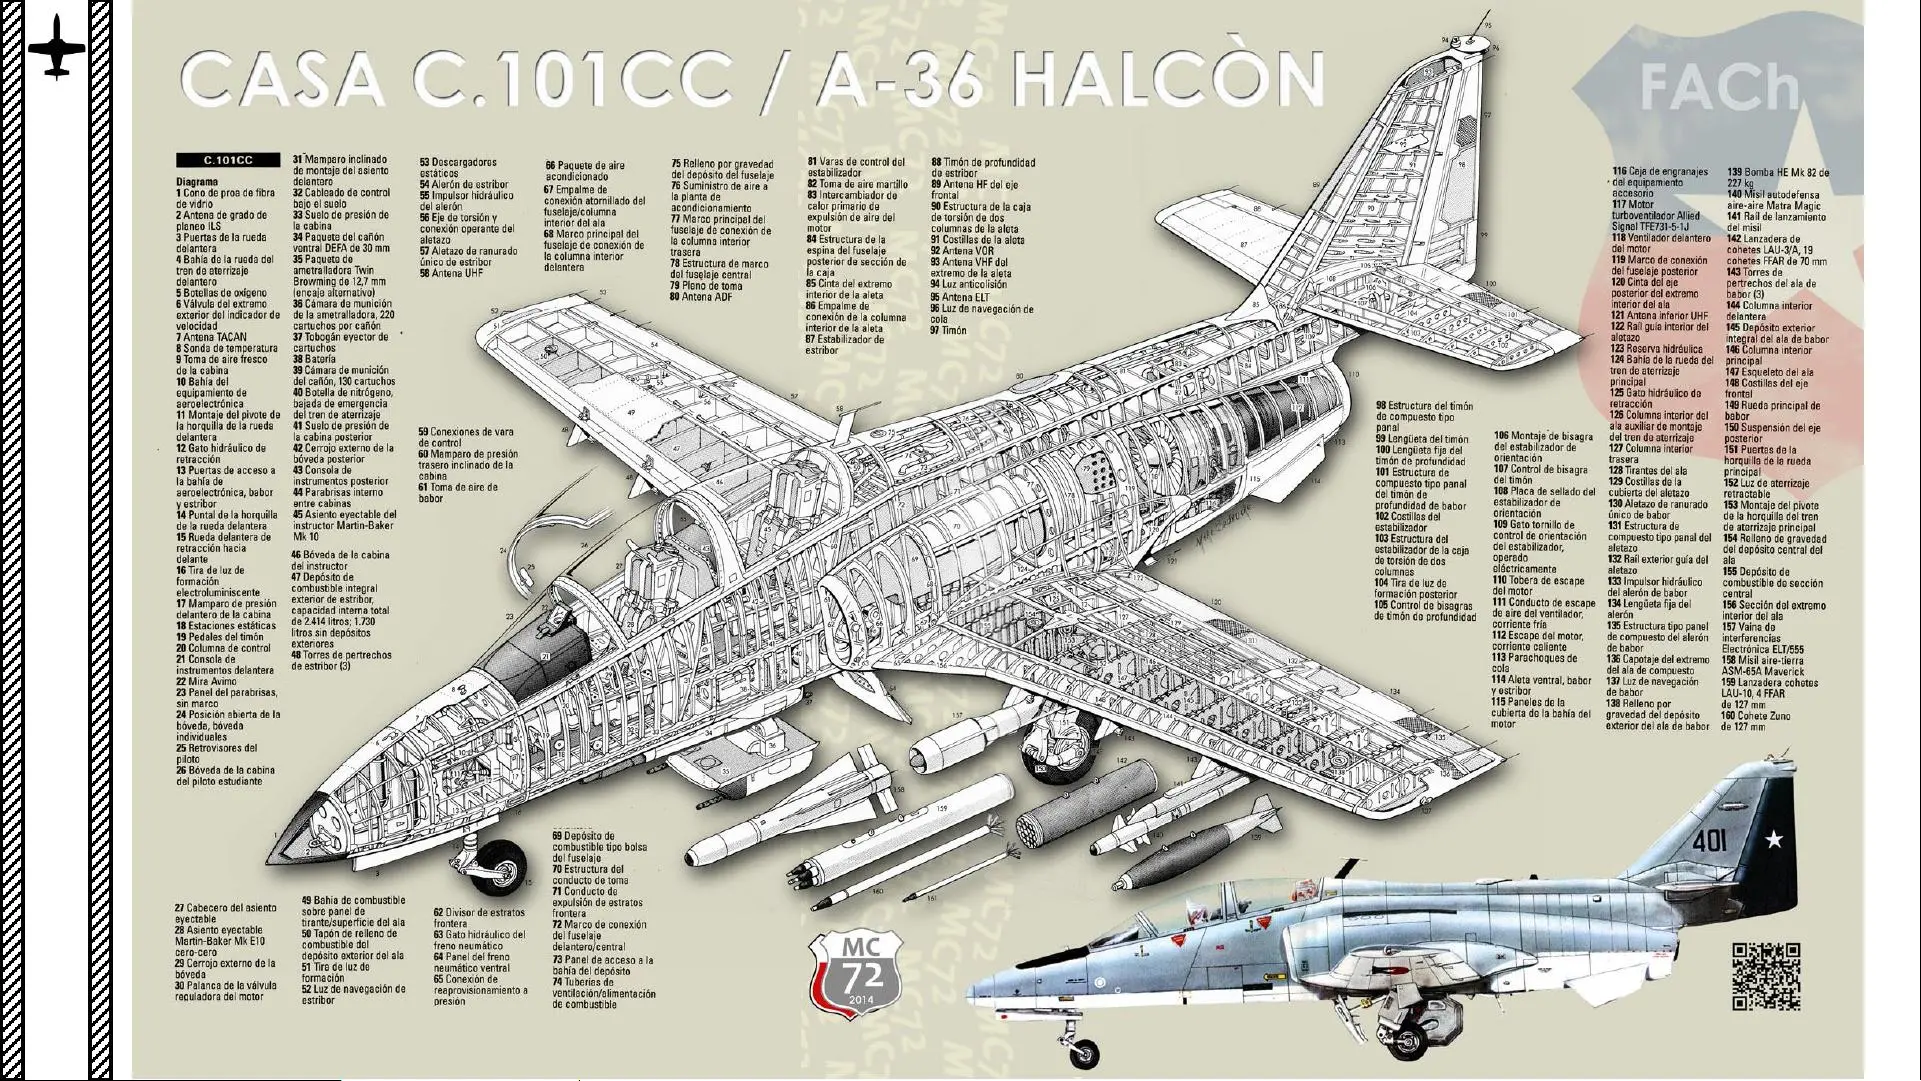 CASA C.101CC / A-36 HALCÒN
FACh
C.101CC
Diagrama
1 Cono de proa de fibra
de vidrio
2 Antena de grado de
planeo ILS
3 Puertas de la rueda
delantera
4 Bahía de la rueda del
tren de aterrizaje
delantero
5 Botellas de oxígeno
6 Válvula del extremo
exterior del indicador de
velocidad
7 Antena TACAN
8 Sonda de temperatura
9 Toma de aire fresco
de la cabina
10 Bahía del
equipamiento de
aeroelectrónica
11 Montaje del pivote de
la horquilla de la rueda
delantera
12 Gato hidráulico de
retracción
13 Puertas de acceso a
la bahía de
aeroelectrónica, babor
y estribor
14 Puntal de la horquilla
de la rueda delantera
15 Rueda delantera de
retracción hacia
delante
16 Tira de luz de
formación
electroluminiscente
17 Mamparo de presión
delantero de la cabina
18 Estaciones estáticas
19 Pedales del timón
20 Columna de control
21 Consola de
instrumentos delantera
22 Mira Avimo
23 Panel del parabrisas,
sin marco
24 Posición abierta de la
bóveda, bóveda
individuales
25 Retrovisores del
piloto
26 Bóveda de la cabina
del piloto estudiante
27 Cabecero del asiento
eyectable
28 Asiento eyectable
Martin-Baker Mk E10
cero-cero
29 Cerrojo externo de la
bóveda
30 Palanca de la válvula
reguladora del motor
31 Mamparo inclinado
de montaje del asiento
delantero
32 Cableado de control
bajo el suelo
33 Suelo de presión de
la cabina
34 Paquete del cañón
ventral DEFA de 30 mm
35 Paquete de
ametralladora Twin
Browming de 12,7 mm
(encaje alternativo)
36 Cámara de munición
de la ametralladora, 220
cartuchos por cañón
37 Tobogán eyector de
cartuchos
38 Batería
39 Cámara de munición
del cañón, 130 cartuchos
40 Botella de nitrógeno,
bajada de emergencia
del tren de aterrizaje
41 Suelo de presión de
la cabina posterior
42 Cerrojo externo de la
bóveda posterior
43 Consola de
instrumentos posterior
44 Parabrisas interno
entre cabinas
45 Asiento eyectable del
instructor Martin-Baker
Mk 10
46 Bóveda de la cabina
del instructor
47 Depósito de
combustible integral
exterior de estribor,
capacidad interna total
de 2.414 litros; 1.730
litros sin depósitos
exteriores
48 Torres de pertrechos
de estribor (3)
49 Bahía de combustible
sobre panel de
tirante/superficie del ala
50 Tapón de relleno de
combustible del
depósito exterior del ala
51 Tira de luz de
formación
52 Luz de navegación de
estribor
53 Descargadores
estáticos
54 Alerón de estribor
55 Impulsor hidráulico
del alerón
56 Eje de torsión y
conexión operante del
aletazo
57 Aletazo de ranurado
único de estribor
58 Antena UHF
59 Conexiones de vara
de control
60 Mamparo de presión
trasero inclinado de la
cabina
61 Toma de aire de
babor
62 Divisor de estratos
frontera
63 Gato hidráulico del
freno neumático
64 Panel del freno
neumático ventral
65 Conexión de
reaprovisionamiento a
presión
66 Paquete de aire
acondicionado
67 Empalme de
conexión atornillado del
fuselaje/columna
interior del ala
68 Marco principal del
fuselaje de conexión de
la columna interior
delantera
69 Depósito de
combustible tipo bolsa
del fuselaje
70 Estructura del
conducto de toma
71 Conducto de
expulsión de estratos
frontera
72 Marco de conexión
del fuselaje
delantero/central
73 Panel de acceso a la
bahía del depósito
74 Tuberías de
ventilación/alimentación
de combustible
75 Relleno por gravedad
del depósito del fuselaje
76 Suministro de aire a
la planta de
acondicionamiento
77 Marco principal del
fuselaje de conexión de
la columna interior
trasera
78 Estructura de marco
del fuselaje central
79 Pleno de toma
80 Antena ADF
81 Varas de control del
estabilizador
82 Toma de aire martillo
83 Intercambiador de
calor primario de
expulsión de aire del
motor
84 Estructura de la
espina del fuselaje
posterior de sección de
la caja
85 Cinta del extremo
interior de la aleta
86 Empalme de
conexión de la columna
interior de la aleta
87 Estabilizador de
estribor
88 Timón de profundidad
de estribor
89 Antena HF del eje
frontal
90 Estructura de la caja
de torsión de dos
columnas de la aleta
91 Costillas de la aleta
92 Antena VOR
93 Antena VHF del
extremo de la aleta
94 Luz anticolisión
95 Antena ELT
96 Luz de navegación de
cola
97 Timón
98 Estructura del timón
de compuesto tipo
panal
99 Lengüeta del timón
100 Lengüeta fija del
timón de profundidad
101 Estructura de
compuesto tipo panal
del timón de
profundidad de babor
102 Costillas del
estabilizador
103 Estructura del
estabilizador de la caja
de torsión de dos
columnas
104 Tira de luz de
formación posterior
105 Control de bisagras
de timón de profundidad
106 Montaje de bisagra
del estabilizador de
orientación
107 Control de bisagra
del timón
108 Placa de sellado del
estabilizador de
orientación
109 Gato tornillo de
control de orientación
del estabilizador,
operado
eléctricamente
110 Tobera de escape
del motor
111 Conducto de escape
de aire del ventilador,
corriente fría
112 Escape del motor,
corriente caliente
113 Parachoques de
cola
114 Aleta ventral, babor
y estribor
115 Paneles de la
cubierta de la bahía del
motor
116 Caja de engranajes
del equipamiento
accesorio
117 Motor
turboventilador Allied
Signal TFE731-5-1J
118 Ventilador delantero
del motor
119 Marco de conexión
del fuselaje posterior
120 Cinta del eje
posterior del extremo
interior del ala
121 Antena inferior UHF
122 Raíl guía interior del
aletazo
123 Reserva hidráulica
124 Bahía de la rueda del
tren de aterrizaje
principal
125 Gato hidráulico de
retracción
126 Columna interior del
ala auxiliar de montaje
del tren de aterrizaje
127 Columna interior
trasera
128 Tirantes del ala
129 Costillas de la
cubierta del aletazo
130 Aletazo de ranurado
único de babor
131 Estructura de
compuesto tipo panal del
aletazo
132 Raíl exterior guía del
aletazo
133 Impulsor hidráulico
del alerón de babor
134 Lengüeta fija del
alerón
135 Estructura tipo panel
de compuesto del alerón
de babor
136 Capotaje del extremo
del ala de compuesto
137 Luz de navegación
de babor
138 Relleno por
gravedad del depósito
exterior del ala de babor
139 Bomba HE Mk 82 de
227 kg
140 Misil autodefensa
aire-aire Matra Magic
141 Raíl de lanzamiento
del misil
142 Lanzadera de
cohetes LAU-3/A, 19
cohetes FFAR de 70 mm
143 Torres de
pertrechos del ala de
babor (3)
144 Columna interior
delantera
145 Depósito exterior
integral del ala de babor
146 Columna interior
principal
147 Esqueleto del ala
148 Costillas del eje
frontal
149 Rueda principal de
babor
150 Suspensión del eje
posterior
151 Puertas de la
horquilla de la rueda
principal
152 Luz de aterrizaje
retractable
153 Montaje del pivote
de la horquilla del tren
de aterrizaje principal
154 Relleno de gravedad
del depósito central del
ala
155 Depósito de
combustible de sección
central
156 Sección del extremo
interior del ala
157 Vaina de
interferencias
Electrónica ELT/555
158 Misil aire-tierra
ASM-65A Maverick
159 Lanzadera cohetes
LAU-10, 4 FFAR
de 127 mm
160 Cohete Zuno
de 127 mm
MC
72
2014
401